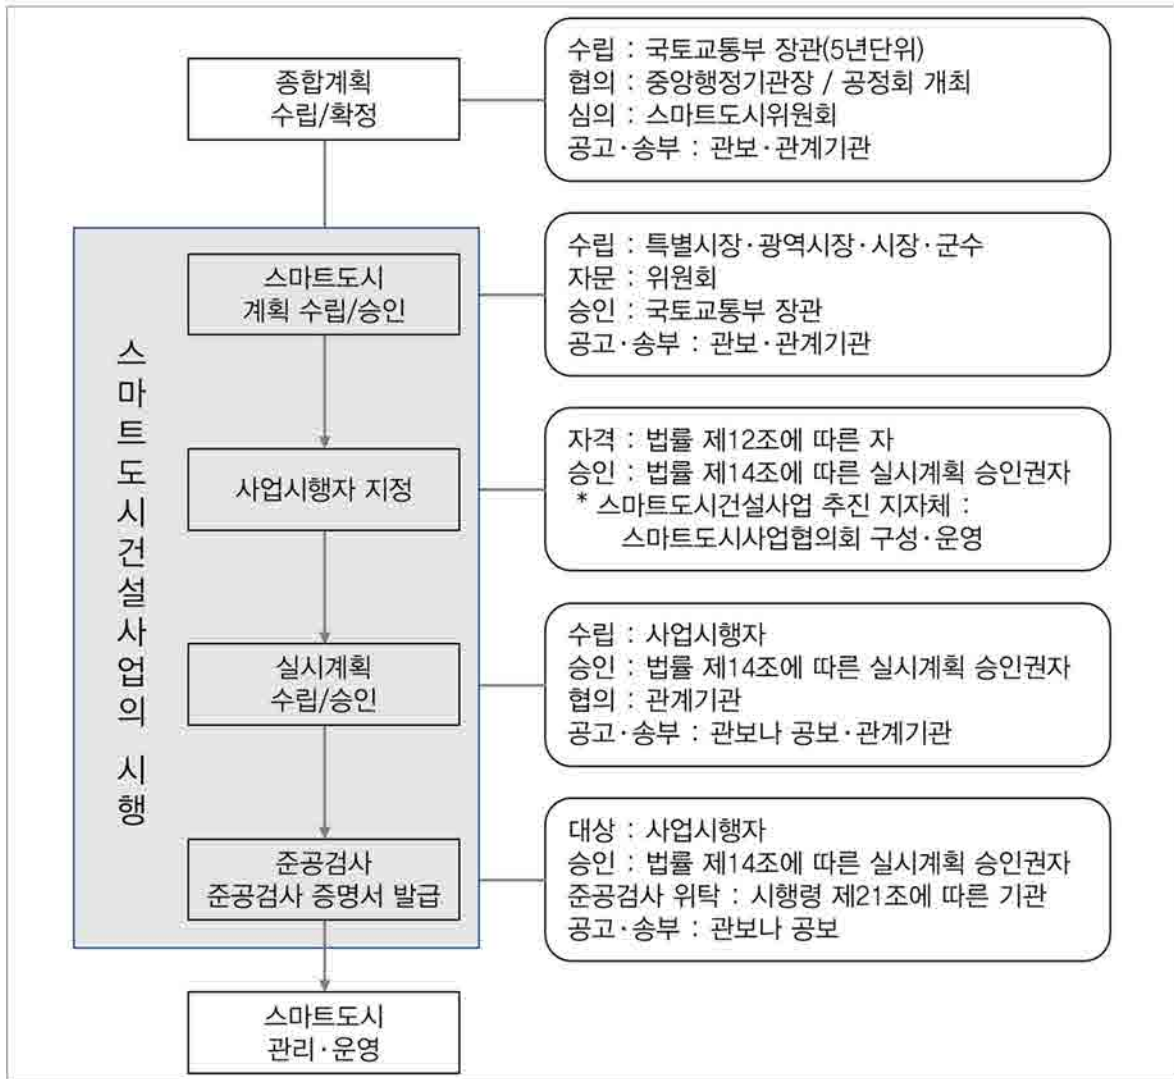 종합계획
수립/확정
수립 : 국토교통부 장관(5년단위)
협의 : 중앙행정기관장 / 공정회 개최
심의 : 스마트도시위원회
공고·송부 : 관보·관계기관
스마트도시건설사업의 시행
스마트도시
계획 수립/승인
수립 : 특별시장·광역시장·시장·군수
자문 : 위원회
승인 : 국토교통부 장관
공고·송부 : 관보·관계기관
사업시행자 지정
자격 : 법률 제12조에 따른 자
승인 : 법률 제14조에 따른 실시계획 승인권자
* 스마트도시건설사업 추진 지자체 :
스마트도시사업협의회 구성·운영
실시계획
수립/승인
수립 : 사업시행자
승인 : 법률 제14조에 따른 실시계획 승인권자
협의 : 관계기관
공고·송부 : 관보나 공보·관계기관
준공검사
준공검사 증명서 발급
대상 : 사업시행자
승인 : 법률 제14조에 따른 실시계획 승인권자
준공검사 위탁 : 시행령 제21조에 따른 기관
공고·송부 : 관보나 공보
스마트도시
관리·운영